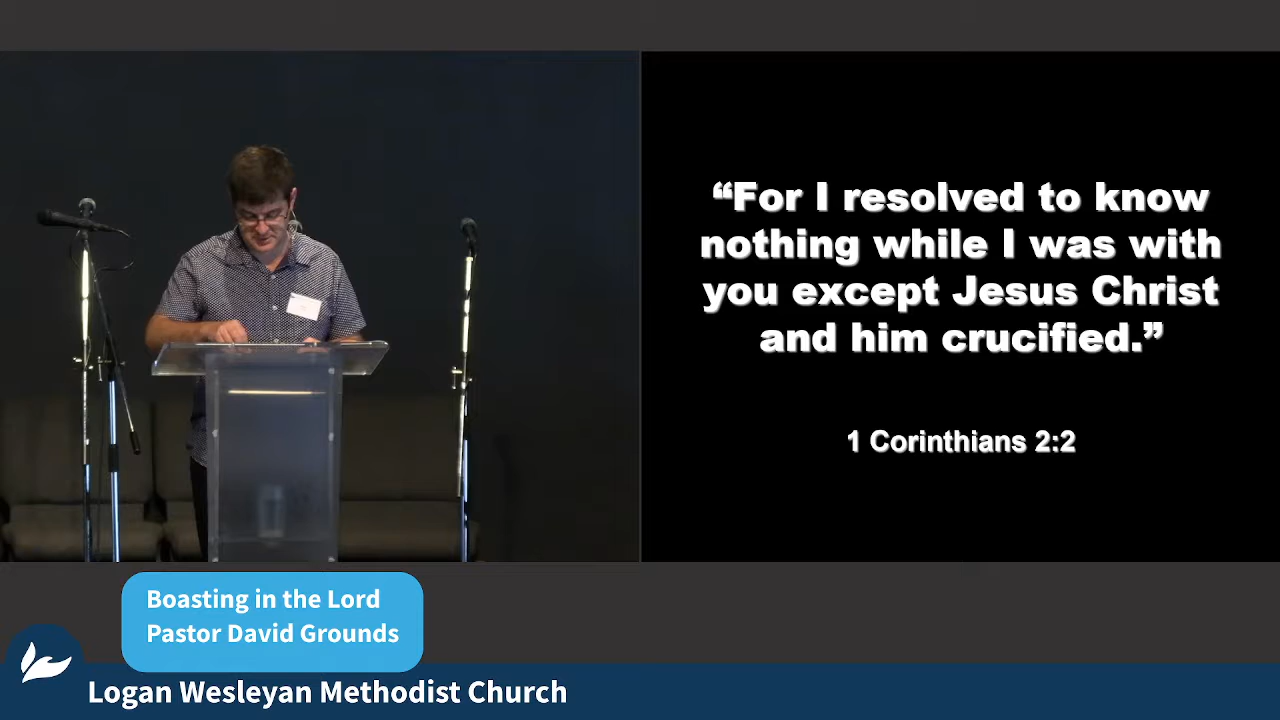 “For I resolved to know
nothing while I was with
you except Jesus Christ
and him crucified.”
1 Corinthians 2:2
Boasting in the Lord
Pastor David Grounds
Logan Wesleyan Methodist Church